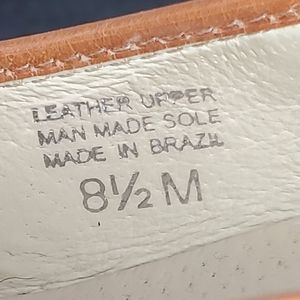 LEATHER UPPER
MAN MADE SOLE
MADE IN BRAZIL
8½ M